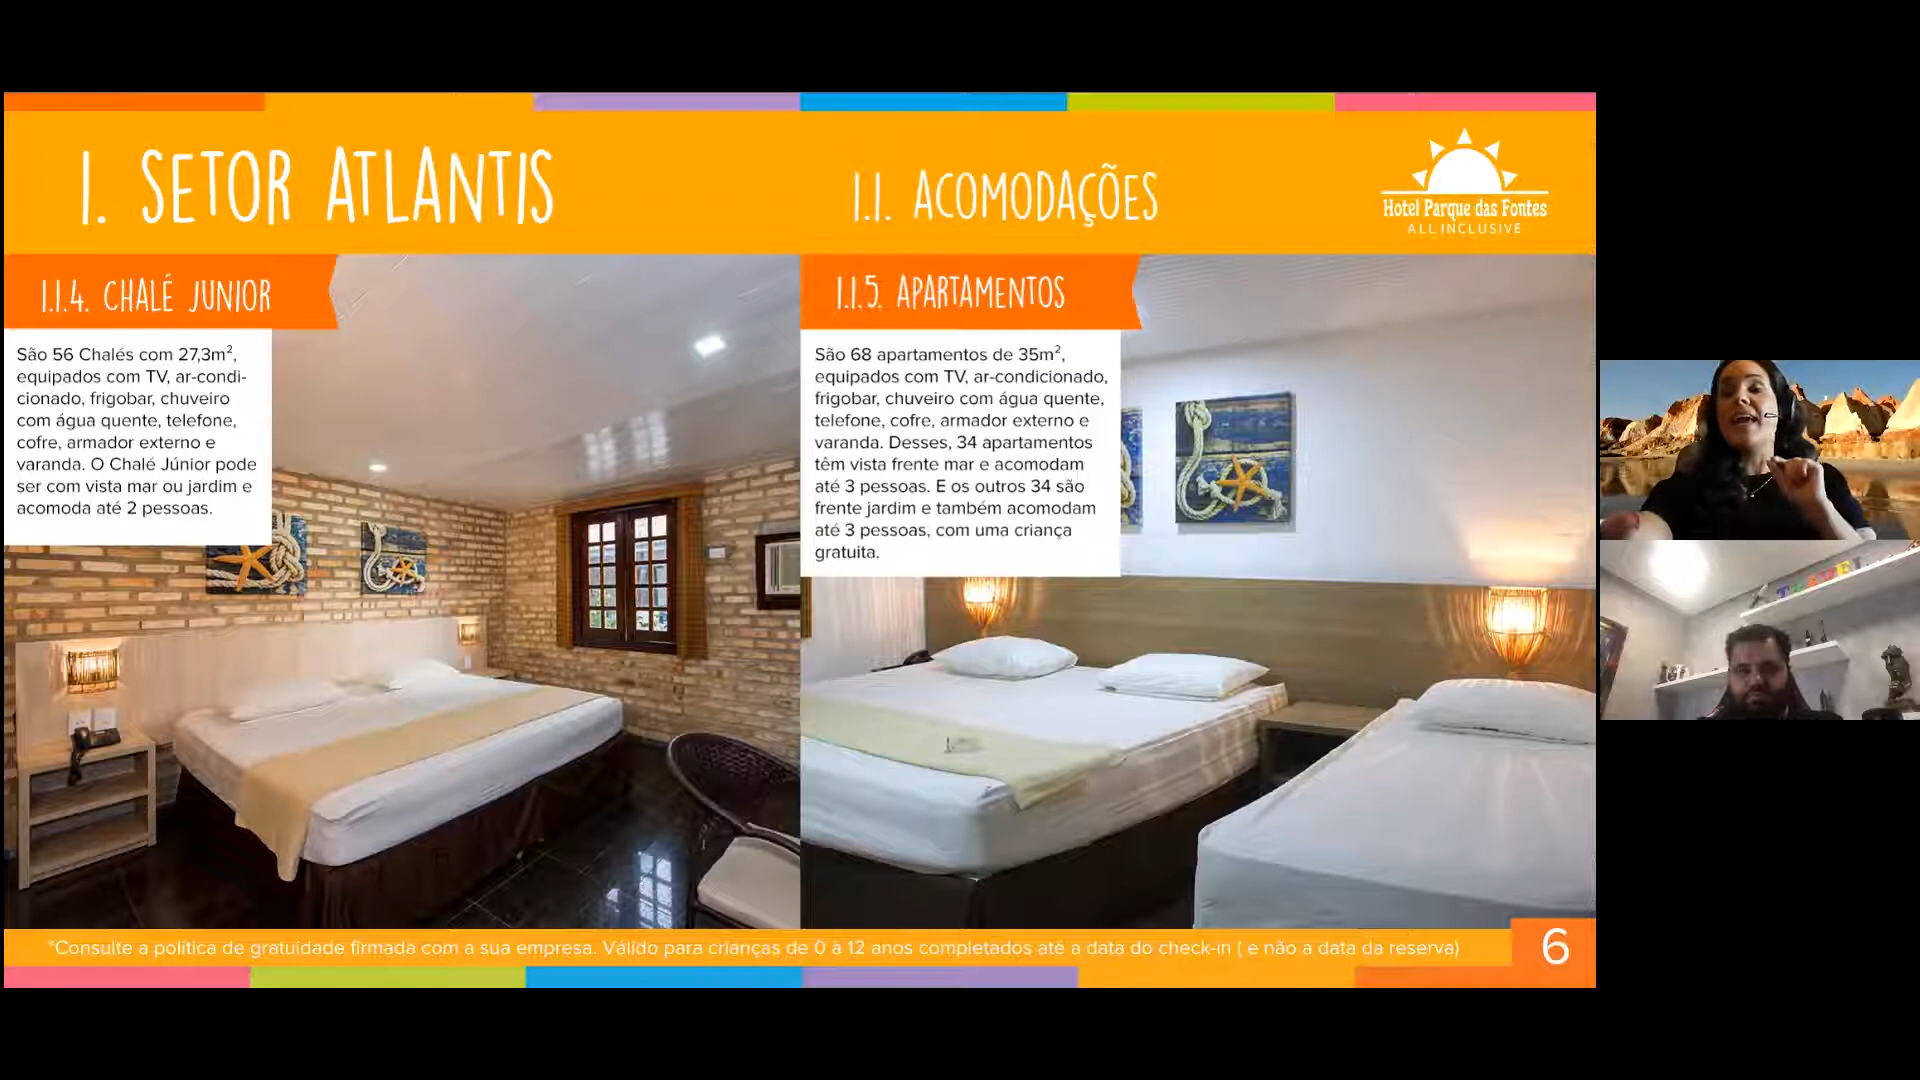 1. SETOR ATLANTIS
1.1. ACOMODAÇÕES
Hotel Parque das Fontes
ALL INCLUSIVE
1.1.4. CHALÉ JUNIOR
São 56 Chalés com 27,3m²,
equipados com TV, ar-condi-
cionado, frigobar, chuveiro
com água quente, telefone,
cofre, armador externo e
varanda. O Chalé Júnior pode
ser com vista mar ou jardim e
acomoda até 2 pessoas.
1.1.5. APARTAMENTOS
São 68 apartamentos de 35m²,
equipados com TV, ar-condicionado,
frigobar, chuveiro com água quente,
telefone, cofre, armador externo e
varanda. Desses, 34 apartamentos
têm vista frente mar e acomodam
até 3 pessoas. E os outros 34 são
frente jardim e também acomodam
até 3 pessoas, com uma criança
gratuita.
*Consulte a política de gratuidade firmada com a sua empresa. Válido para crianças de 0 à 12 anos completados até a data do check-in ( e não a data da reserva)
6
TRAVEL